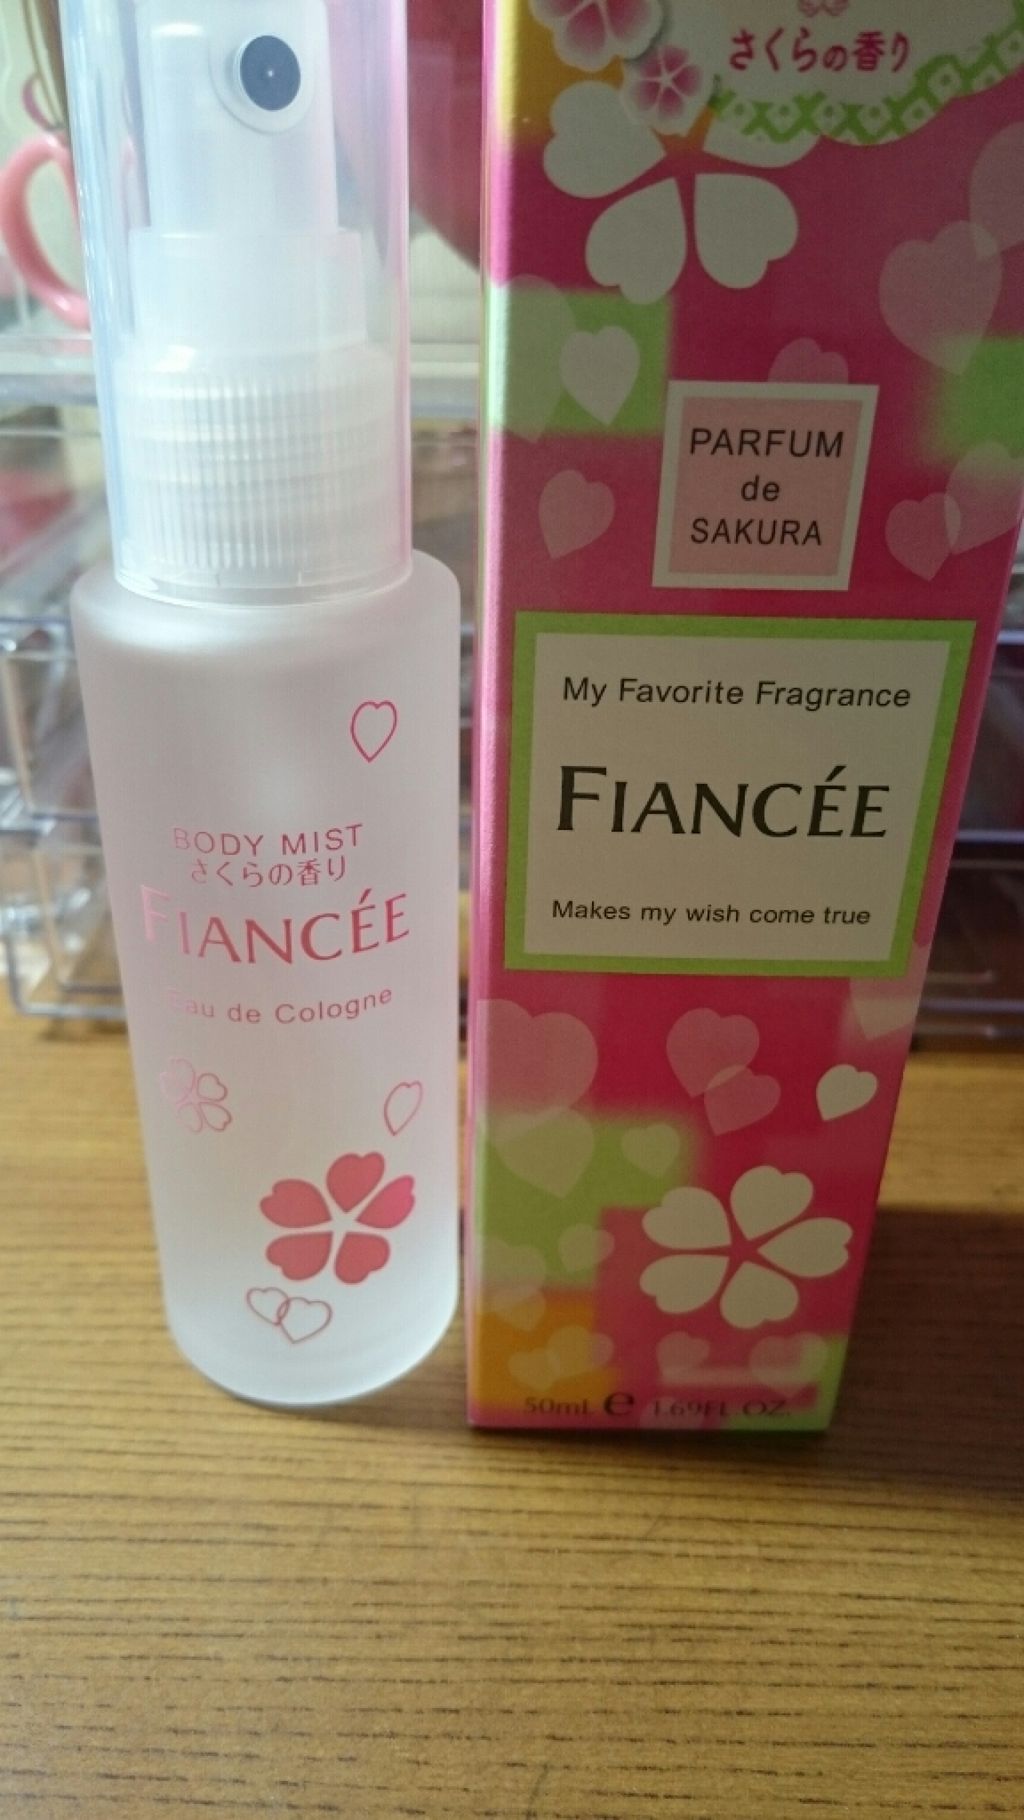 BODY MIST
さくらの香り
FIANCÉE
Eau de Cologne
さくらの香り
PARFUM
de
SAKURA
My Favorite Fragrance
FIANCÉE
Makes my wish come true
50mL e 1.69FL.OZ.